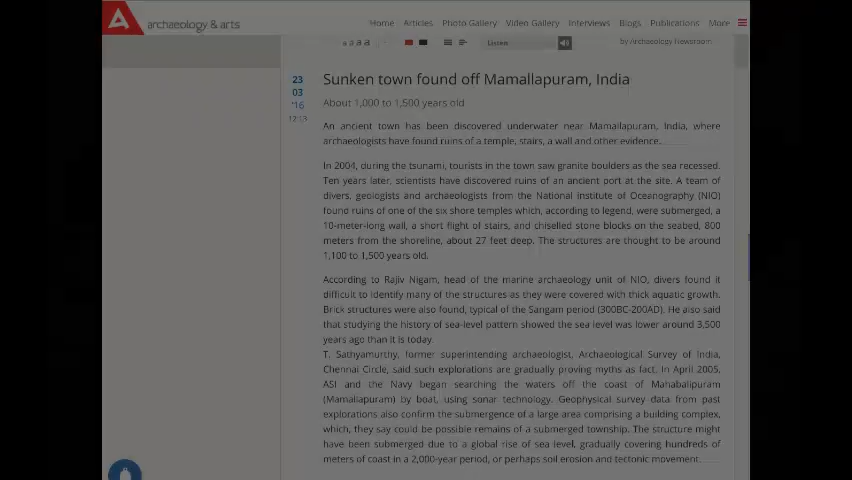 archaeology & arts
Home Articles Photo Gallery Video Gallery Interviews Blogs Publications More
a a a a
Listen
by Archaeology Newsroom
23
03
'16
12:13
Sunken town found off Mamallapuram, India
About 1,000 to 1,500 years old
An ancient town has been discovered underwater near Mamallapuram, India, where
archaeologists have found ruins of a temple, stairs, a wall and other evidence.
In 2004, during the tsunami, tourists in the town saw granite boulders as the sea recessed.
Ten years later, scientists have discovered ruins of an ancient port at the site. A team of
divers, geologists and archaeologists from the National Institute of Oceanography (NIO)
found ruins of one of the six shore temples which, according to legend, were submerged, a
10-meter-long wall, a short flight of stairs, and chiselled stone blocks on the seabed, 800
meters from the shoreline, about 27 feet deep. The structures are thought to be around
1,100 to 1,500 years old.
According to Rajiv Nigam, head of the marine archaeology unit of NIO, divers found it
difficult to identify many of the structures as they were covered with thick aquatic growth.
Brick structures were also found, typical of the Sangam period (300BC-200AD). He also said
that studying the history of sea-level pattern showed the sea level was lower around 3,500
years ago than it is today.
T. Sathyamurthy, former superintending archaeologist, Archaeological Survey of India,
Chennai Circle, said such explorations are gradually proving myths as fact. In April 2005,
ASI and the Navy began searching the waters off the coast of Mahabalipuram
(Mamallapuram) by boat, using sonar technology. Geophysical survey data from past
explorations also confirm the submergence of a large area comprising a building complex,
which, they say could be possible remains of a submerged township. The structure might
have been submerged due to a global rise of sea level, gradually covering hundreds of
meters of coast in a 2,000-year period, or perhaps soil erosion and tectonic movement.